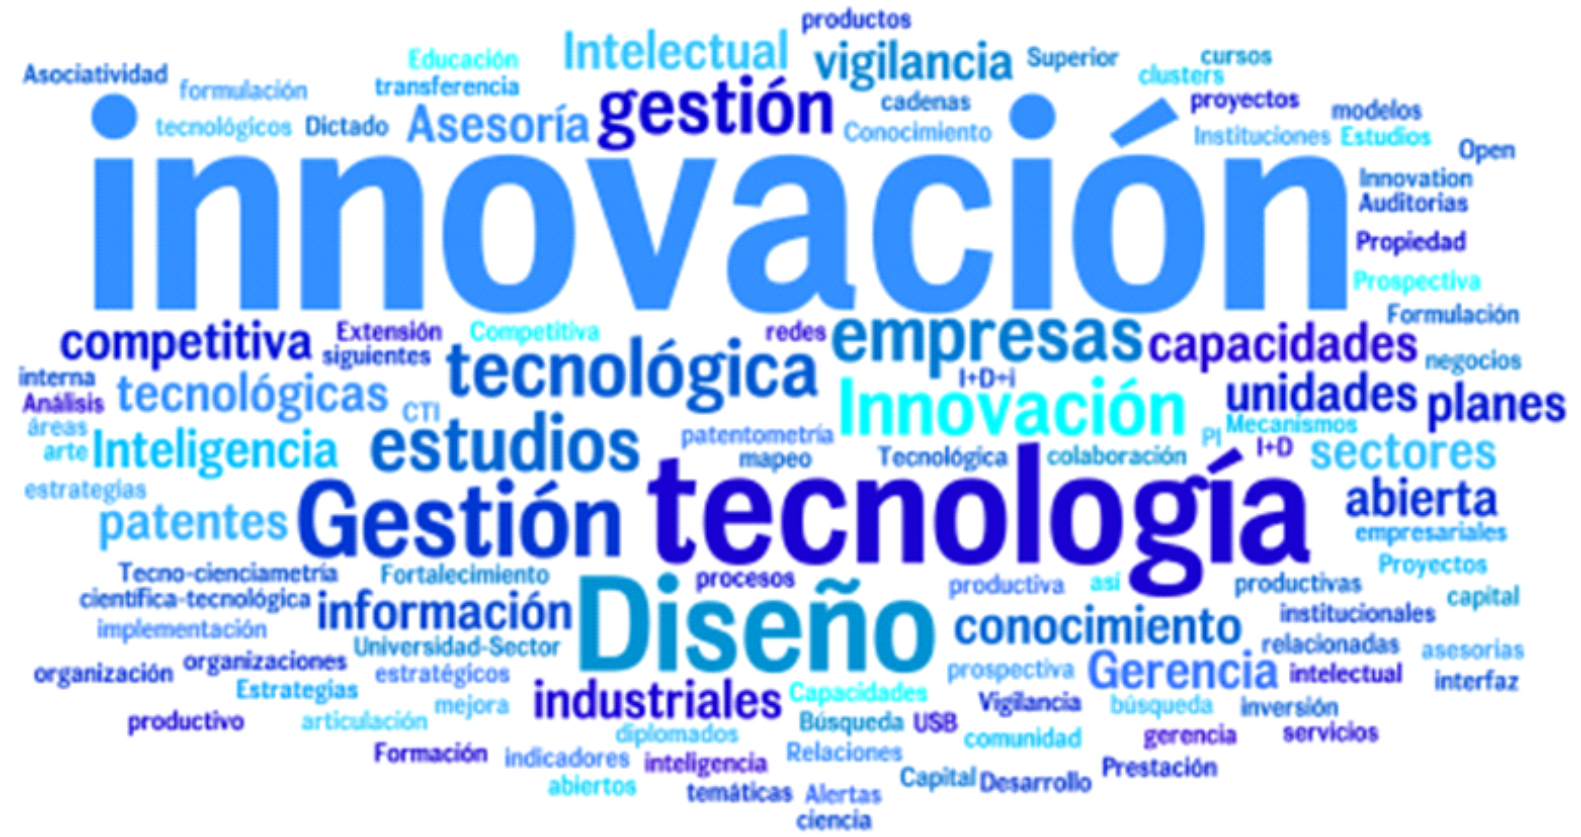 productos
Educación Intelectual vigilancia Superior cursos
Asociatividad formulación transferencia gestión cadenas clusters proyectos modelos
tecnológicos Dictado Asesoría Conocimiento Instituciones Estudios Open
innovación
Innovation
Auditorias
Propiedad
Prospectiva
Formulación
competitiva Extensión Competitiva redes empresas capacidades negocios
siguientes tecnológica
interna tecnológicas I+D+i unidades planes
Análisis CTI Innovación
áreas estudios patentometría PI Mecanismos
arte Inteligencia mapeo Tecnológica colaboración I+D sectores
estrategias
patentes Gestión tecnología abierta
empresariales
Tecno-cienciametría Fortalecimiento procesos productiva así productivas Proyectos
científica-tecnológica información Diseño conocimiento institucionales capital
implementación Universidad-Sector relacionadas asesorias
organización organizaciones estratégicos prospectiva Gerencia intelectual interfaz
Estrategias mejora industriales Capacidades Vigilancia búsqueda inversión
productivo articulación diplomados Búsqueda USB comunidad gerencia servicios
Formación indicadores inteligencia Relaciones Prestación
abiertos temáticas Alertas Capital Desarrollo
ciencia